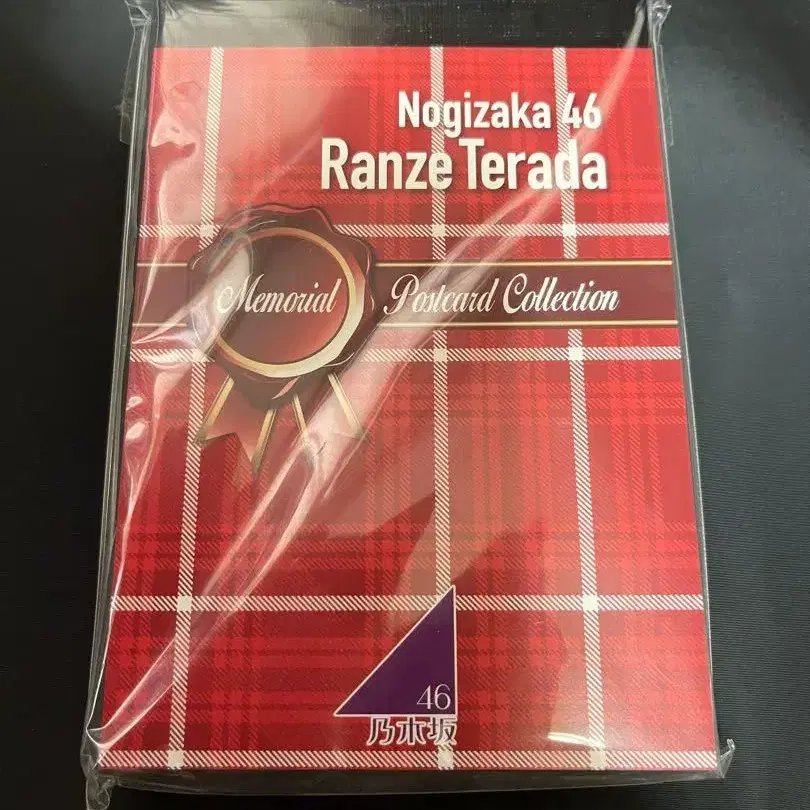 Nogizaka 46
Ranze Terada
Memorial Postcard Collection
46
乃木坂